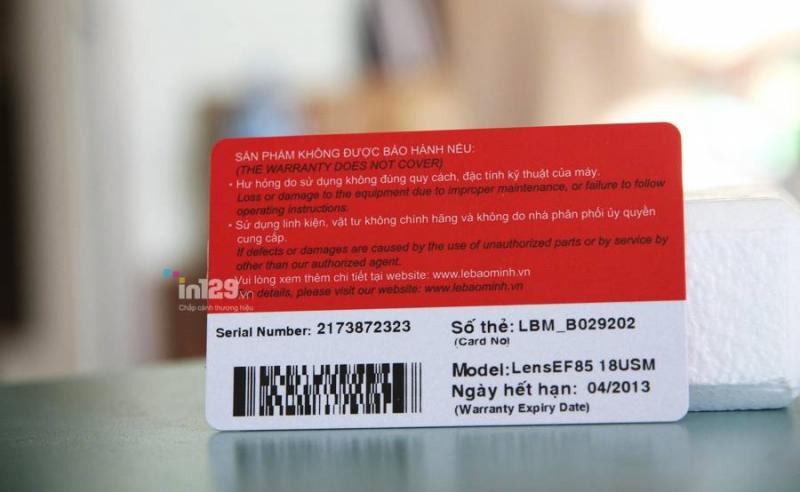 SẢN PHẨM KHÔNG ĐƯỢC BẢO HÀNH NẾU:
(THE WARRANTY DOES NOT COVER)
• Hư hỏng do sử dụng không đúng quy cách, đặc tính kỹ thuật của máy.
Loss or damage to the equipment due to improper maintenance, or failure to follow
operating instructions.
• Sử dụng linh kiện, vật tư không chính hãng và không do nhà phân phối ủy quyền
cung cấp.
If defects or damages are caused by the use of unauthorized parts or by service by
other than our authorized agent.
Vui lòng xem thêm chi tiết tại website: www.lebaominh.vn
For details, please visit our website: www.lebaominh.vn
in129.vn
Chắp cánh thương hiệu
Serial Number: 2173872323
Số thẻ: LBM_B029202
(Card No)
Model:LensEF85 18USM
Ngày hết hạn: 04/2013
(Warranty Expiry Date)